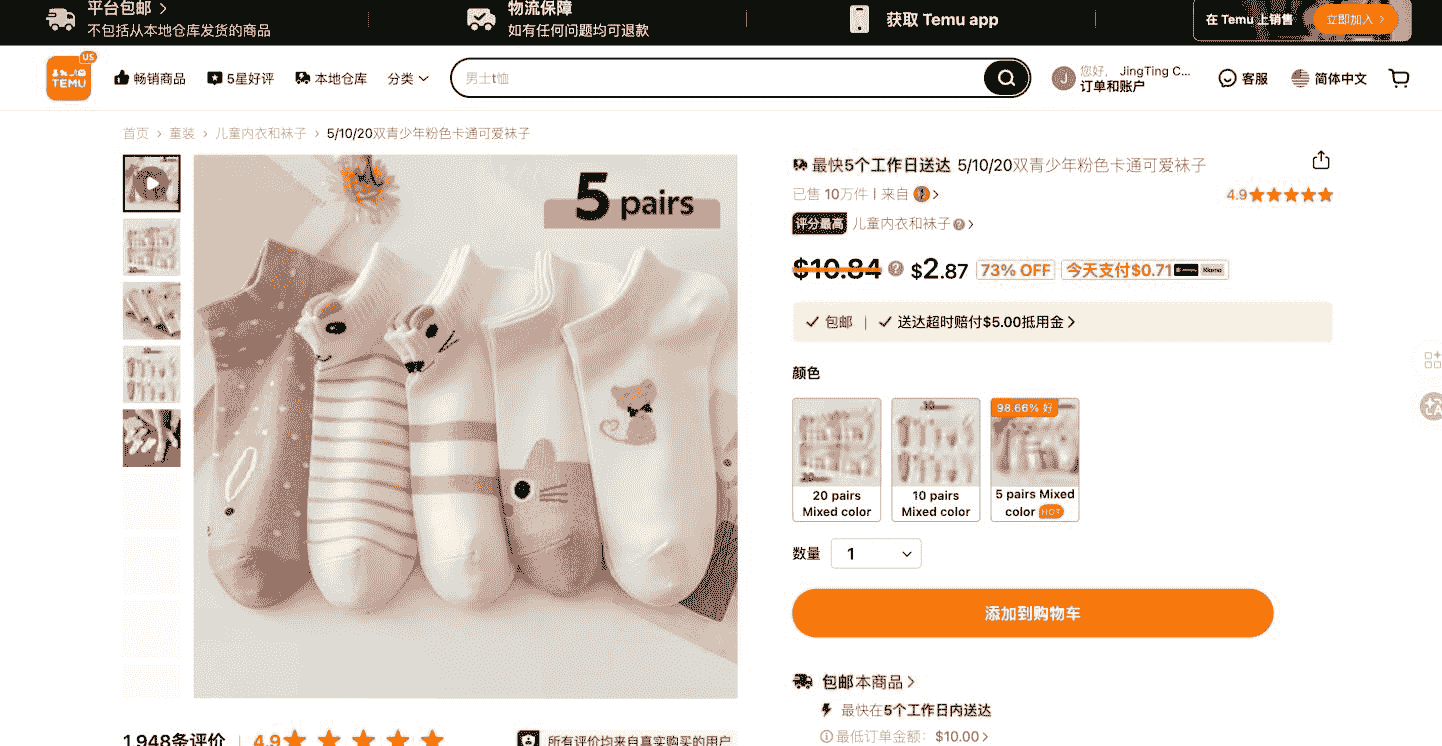 平台包邮 >
不包括从本地仓库发货的商品
物流保障
如有任何问题均可退款
获取 Temu app
在 Temu 上销售
立即加入 >
TEMU
US
畅销商品
5星好评
本地仓库
分类
男士t恤
J
您好, JingTing C...
订单和账户
客服
简体中文
首页 > 童装 > 儿童内衣和袜子 > 5/10/20双青少年粉色卡通可爱袜子
5 pairs
最快5个工作日送达 5/10/20双青少年粉色卡通可爱袜子
已售 10万件 | 来自 >
4.9
评分最高 儿童内衣和袜子 ? >
$10.84 ? $2.87 73% OFF 今天支付$0.71 Klarna
包邮 | 送达超时赔付$5.00抵用金 >
颜色
98.66% 好
20 pairs
Mixed color
10 pairs
Mixed color
5 pairs Mixed
color HOT
数量 1
添加到购物车
包邮本商品 >
最快在5个工作日内送达
最低订单金额: $10.00 >
1,948条评价 | 4.9
所有评价均来自真实购买的用户